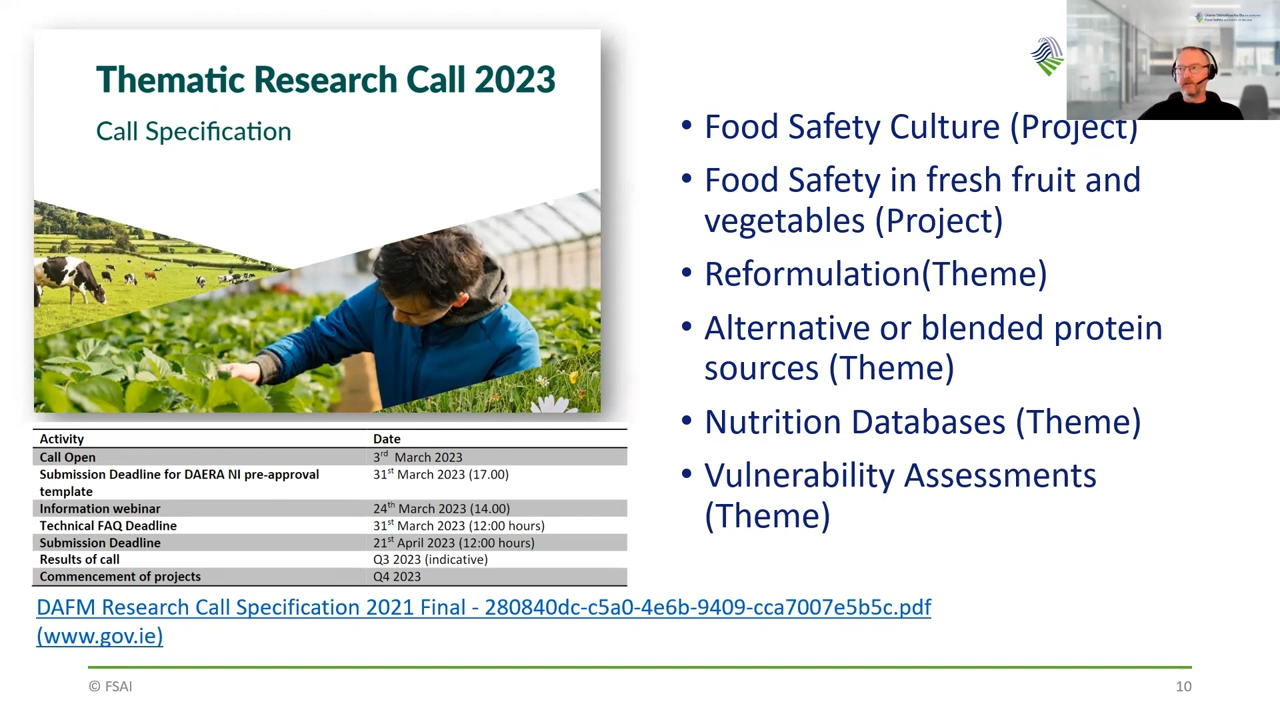 Thematic Research Call 2023
Call Specification
Activity Date
Call Open 3rd March 2023
Submission Deadline for DAERA NI pre-approval 31st March 2023 (17.00)
template
Information webinar 24th March 2023 (14.00)
Technical FAQ Deadline 31st March 2023 (12:00 hours)
Submission Deadline 21st April 2023 (12:00 hours)
Results of call Q3 2023 (indicative)
Commencement of projects Q4 2023
DAFM Research Call Specification 2021 Final - 280840dc-c5a0-4e6b-9409-cca7007e5b5c.pdf
(www.gov.ie)
• Food Safety Culture (Project)
• Food Safety in fresh fruit and
vegetables (Project)
• Reformulation(Theme)
• Alternative or blended protein
sources (Theme)
• Nutrition Databases (Theme)
• Vulnerability Assessments
(Theme)
© FSAI
10